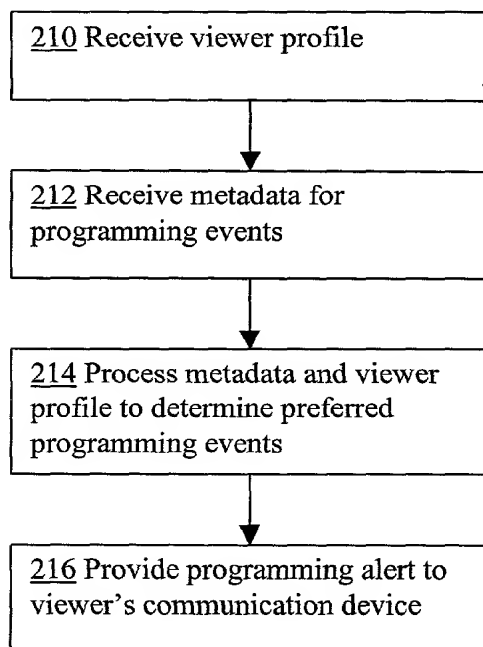 210 Receive viewer profile
212 Receive metadata for
programming events
214 Process metadata and viewer
profile to determine preferred
programming events
216 Provide programming alert to
viewer's communication device